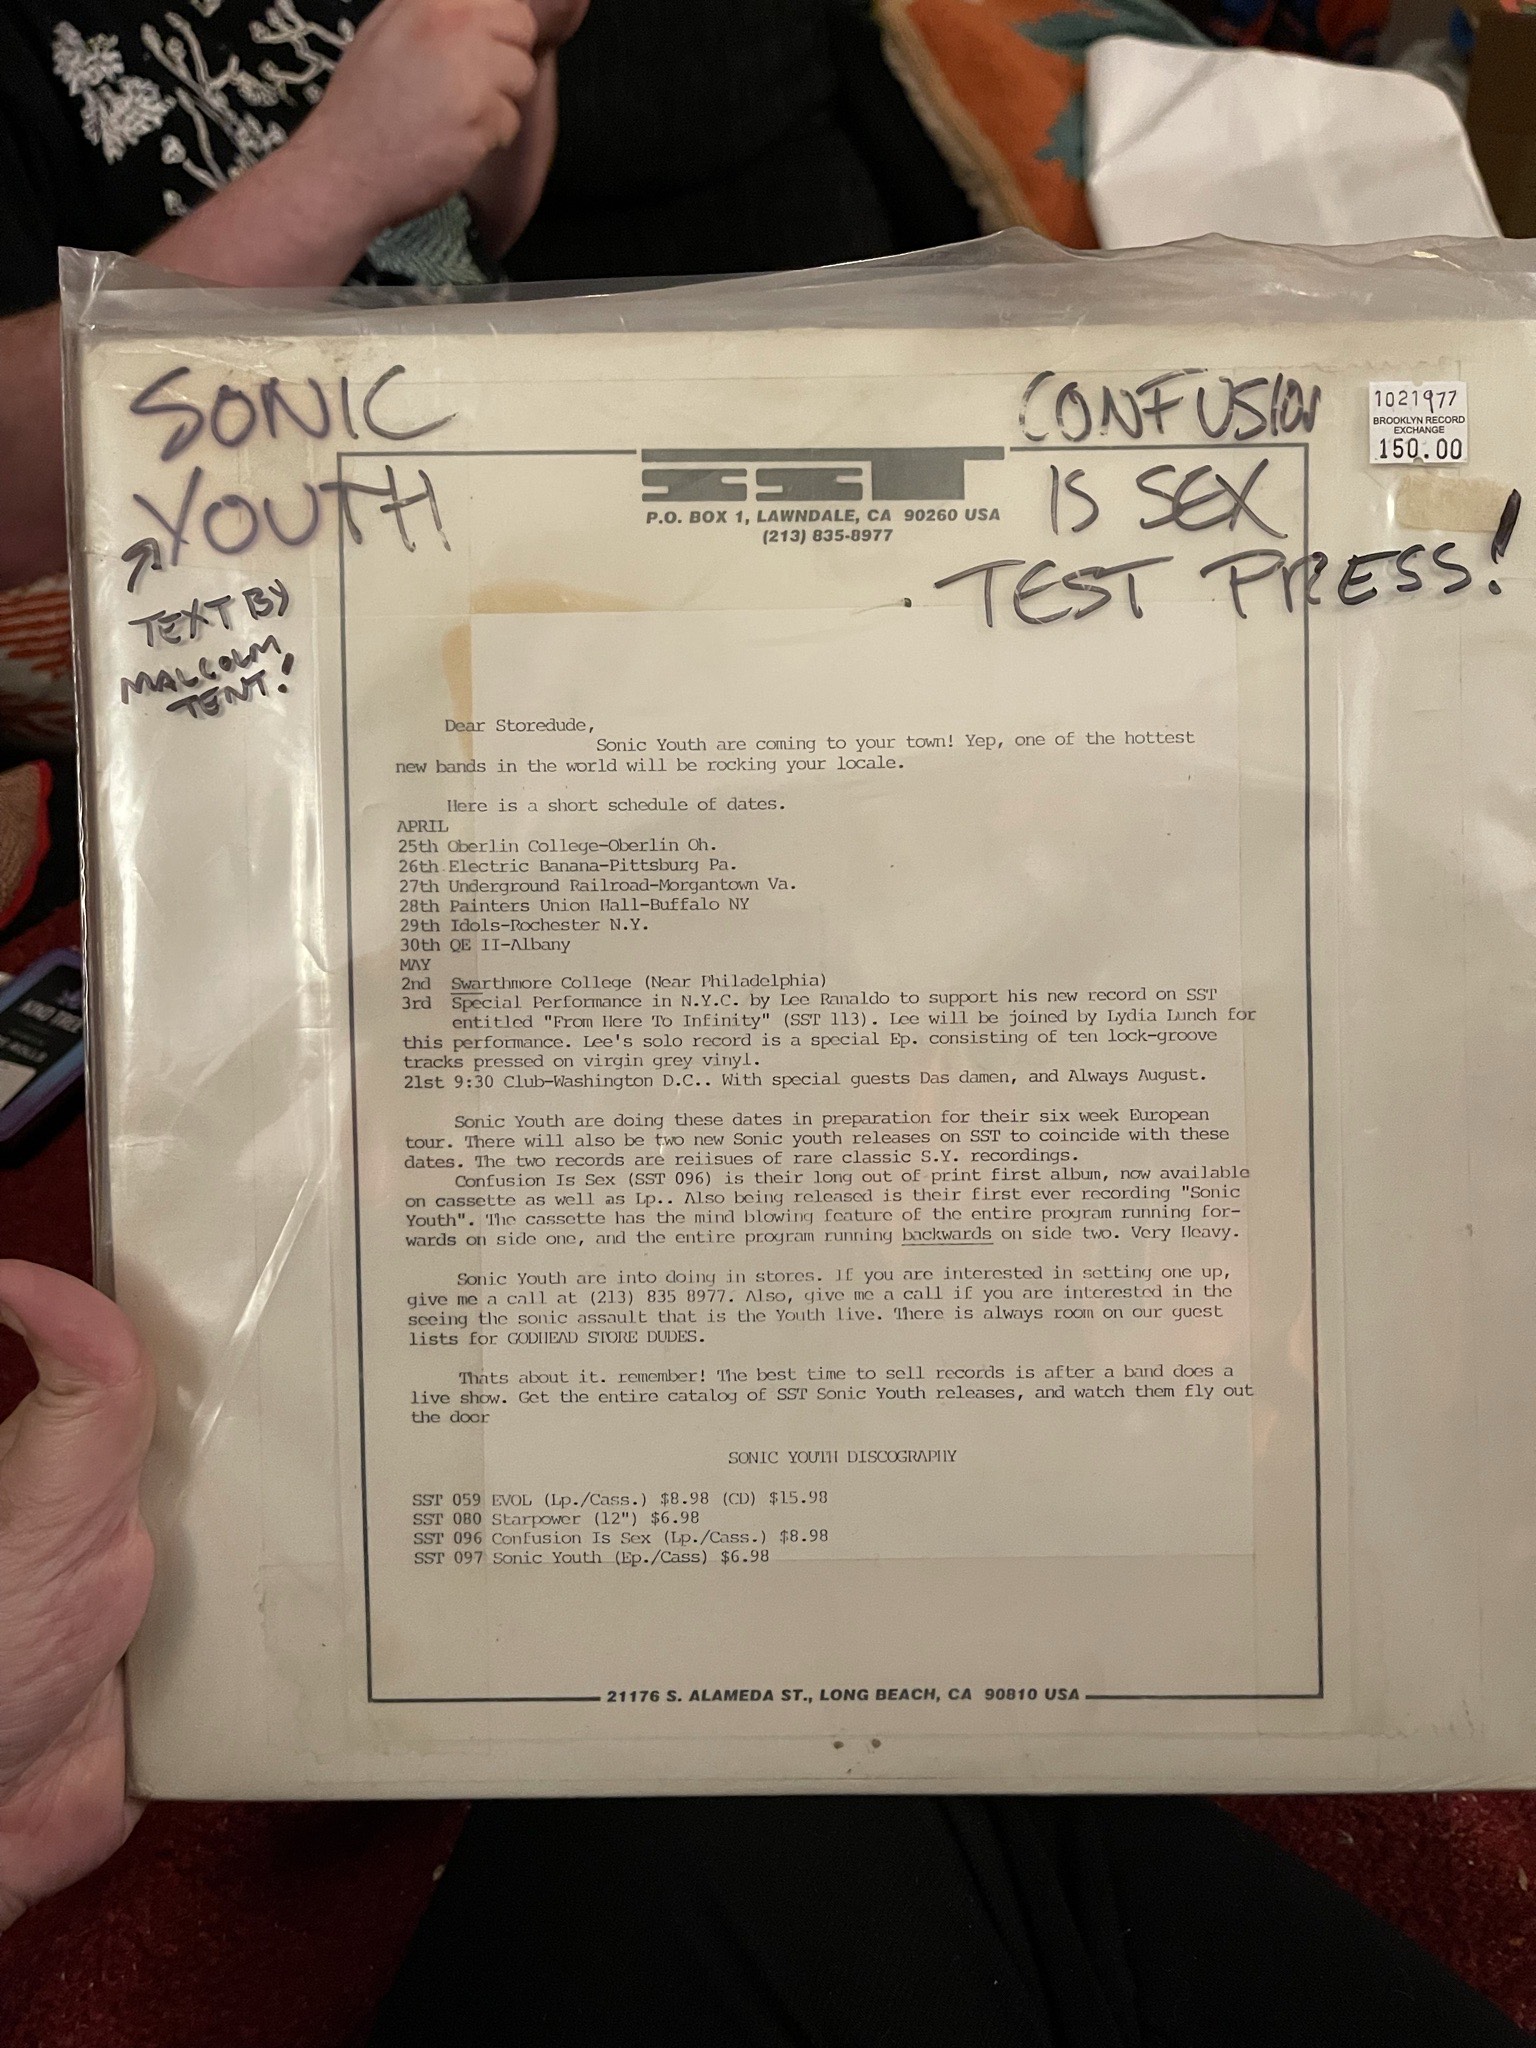 SONIC
YOUTH
TEXT BY
MALCOLM
TENT!
CONFUSION
IS SEX
TEST PRESS!
1021977
BROOKLYN RECORD
EXCHANGE
150.00
SST
P.O. BOX 1, LAWNDALE, CA 90260 USA
(213) 835-8977
Dear Storedude,
Sonic Youth are coming to your town! Yep, one of the hottest
new bands in the world will be rocking your locale.
Here is a short schedule of dates.
APRIL
25th Oberlin College-Oberlin Oh.
26th Electric Banana-Pittsburg Pa.
27th Underground Railroad-Morgantown Va.
28th Painters Union Hall-Buffalo NY
29th Idols-Rochester N.Y.
30th QE II-Albany
MAY
2nd Swarthmore College (Near Philadelphia)
3rd Special Performance in N.Y.C. by Lee Ranaldo to support his new record on SST
entitled "From Here To Infinity" (SST 113). Lee will be joined by Lydia Lunch for
this performance. Lee's solo record is a special Ep. consisting of ten lock-groove
tracks pressed on virgin grey vinyl.
21st 9:30 Club-Washington D.C.. With special guests Das damen, and Always August.
Sonic Youth are doing these dates in preparation for their six week European
tour. There will also be two new Sonic youth releases on SST to coincide with these
dates. The two records are reiisues of rare classic S.Y. recordings.
Confusion Is Sex (SST 096) is their long out of print first album, now available
on cassette as well as Lp.. Also being released is their first ever recording "Sonic
Youth". The cassette has the mind blowing feature of the entire program running for-
wards on side one, and the entire program running backwards on side two. Very Heavy.
Sonic Youth are into doing in stores. If you are interested in setting one up,
give me a call at (213) 835 8977. Also, give me a call if you are interested in the
seeing the sonic assault that is the Youth live. There is always room on our guest
lists for GODHEAD STORE DUDES.
Thats about it. remember! The best time to sell records is after a band does a
live show. Get the entire catalog of SST Sonic Youth releases, and watch them fly out
the door
SONIC YOUTH DISCOGRAPHY
SST 059 EVOL (Lp./Cass.) $8.98 (CD) $15.98
SST 080 Starpower (12") $6.98
SST 096 Confusion Is Sex (Lp./Cass.) $8.98
SST 097 Sonic Youth (Ep./Cass) $6.98
21176 S. ALAMEDA ST., LONG BEACH, CA 90810 USA